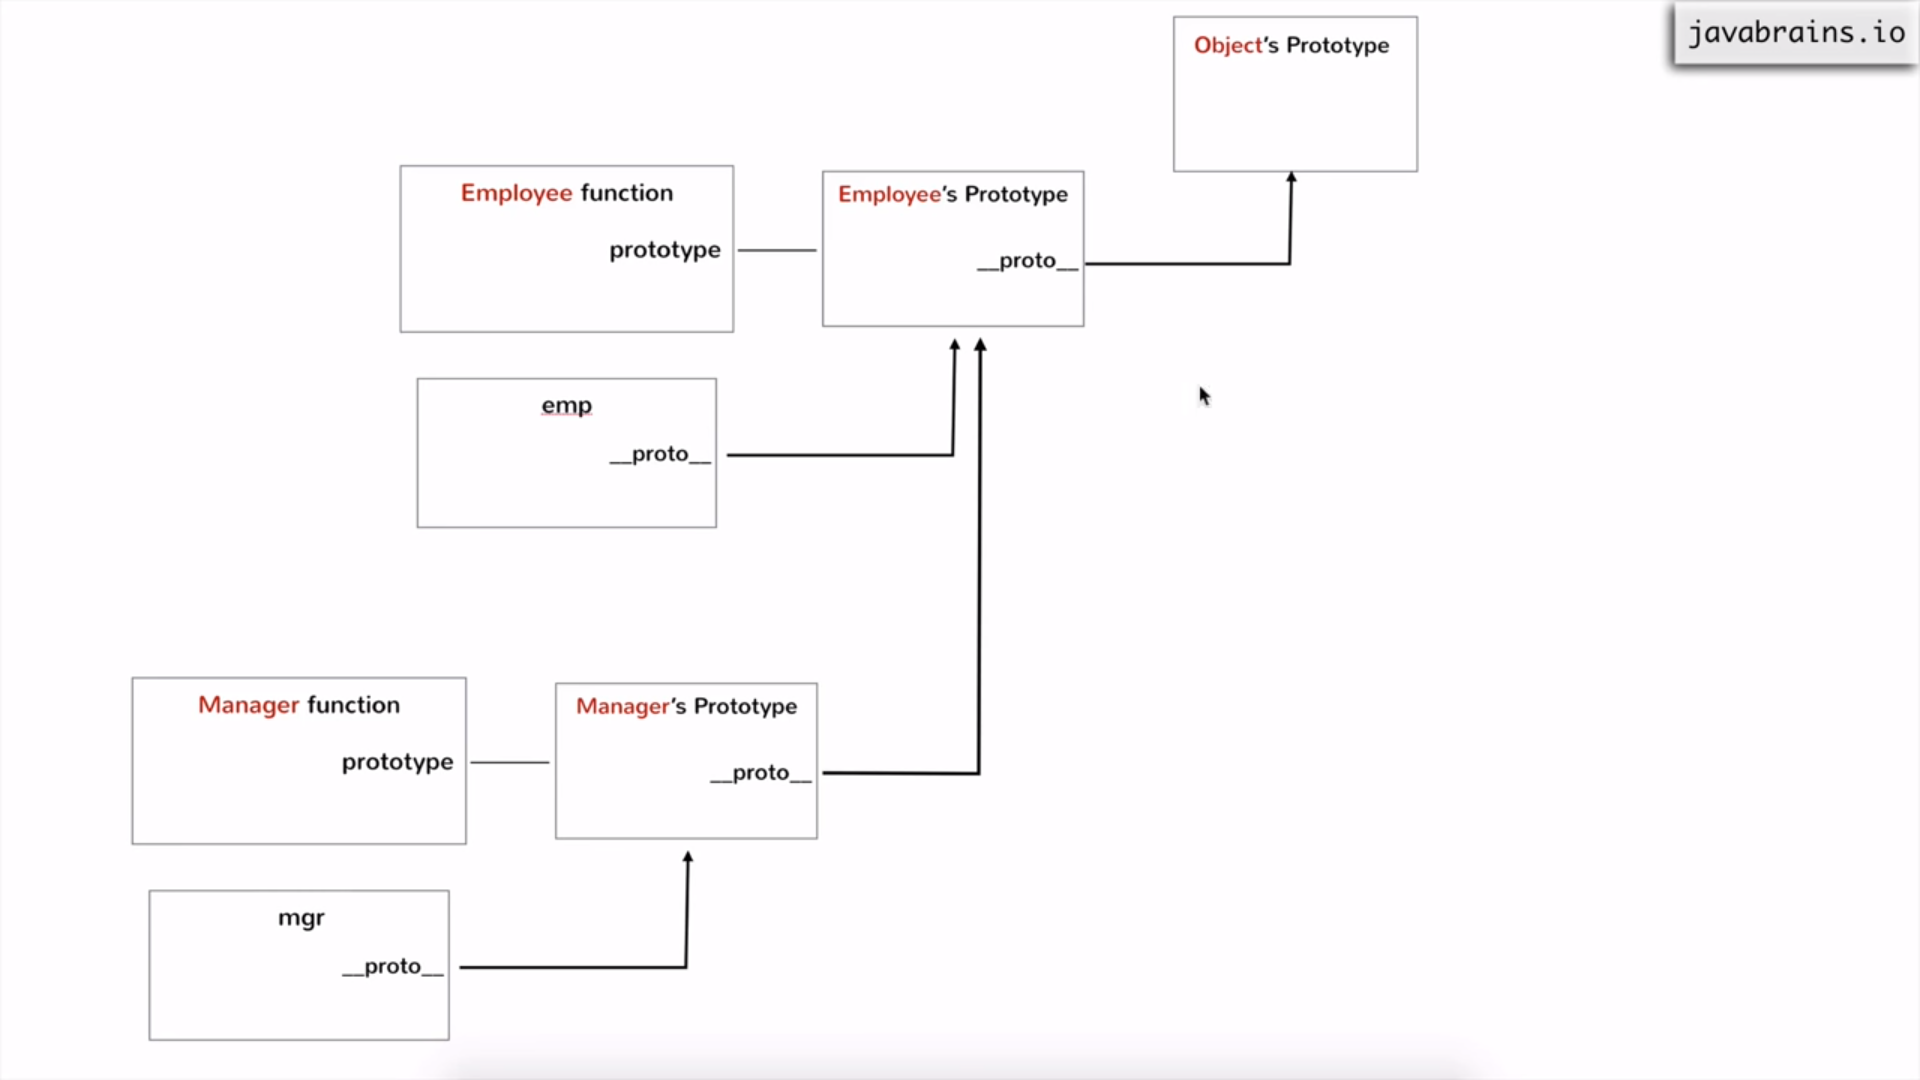 javabrains.io
Object's Prototype
Employee function
prototype
Employee's Prototype
__proto__
emp
__proto__
Manager function
prototype
Manager's Prototype
__proto__
mgr
__proto__